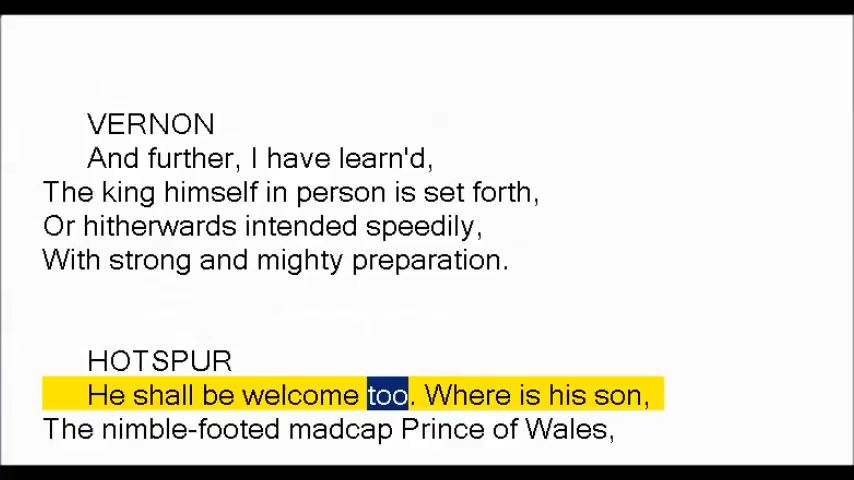 VERNON
And further, I have learn'd,
The king himself in person is set forth,
Or hitherwards intended speedily,
With strong and mighty preparation.
HOTSPUR
He shall be welcome too. Where is his son,
The nimble-footed madcap Prince of Wales,